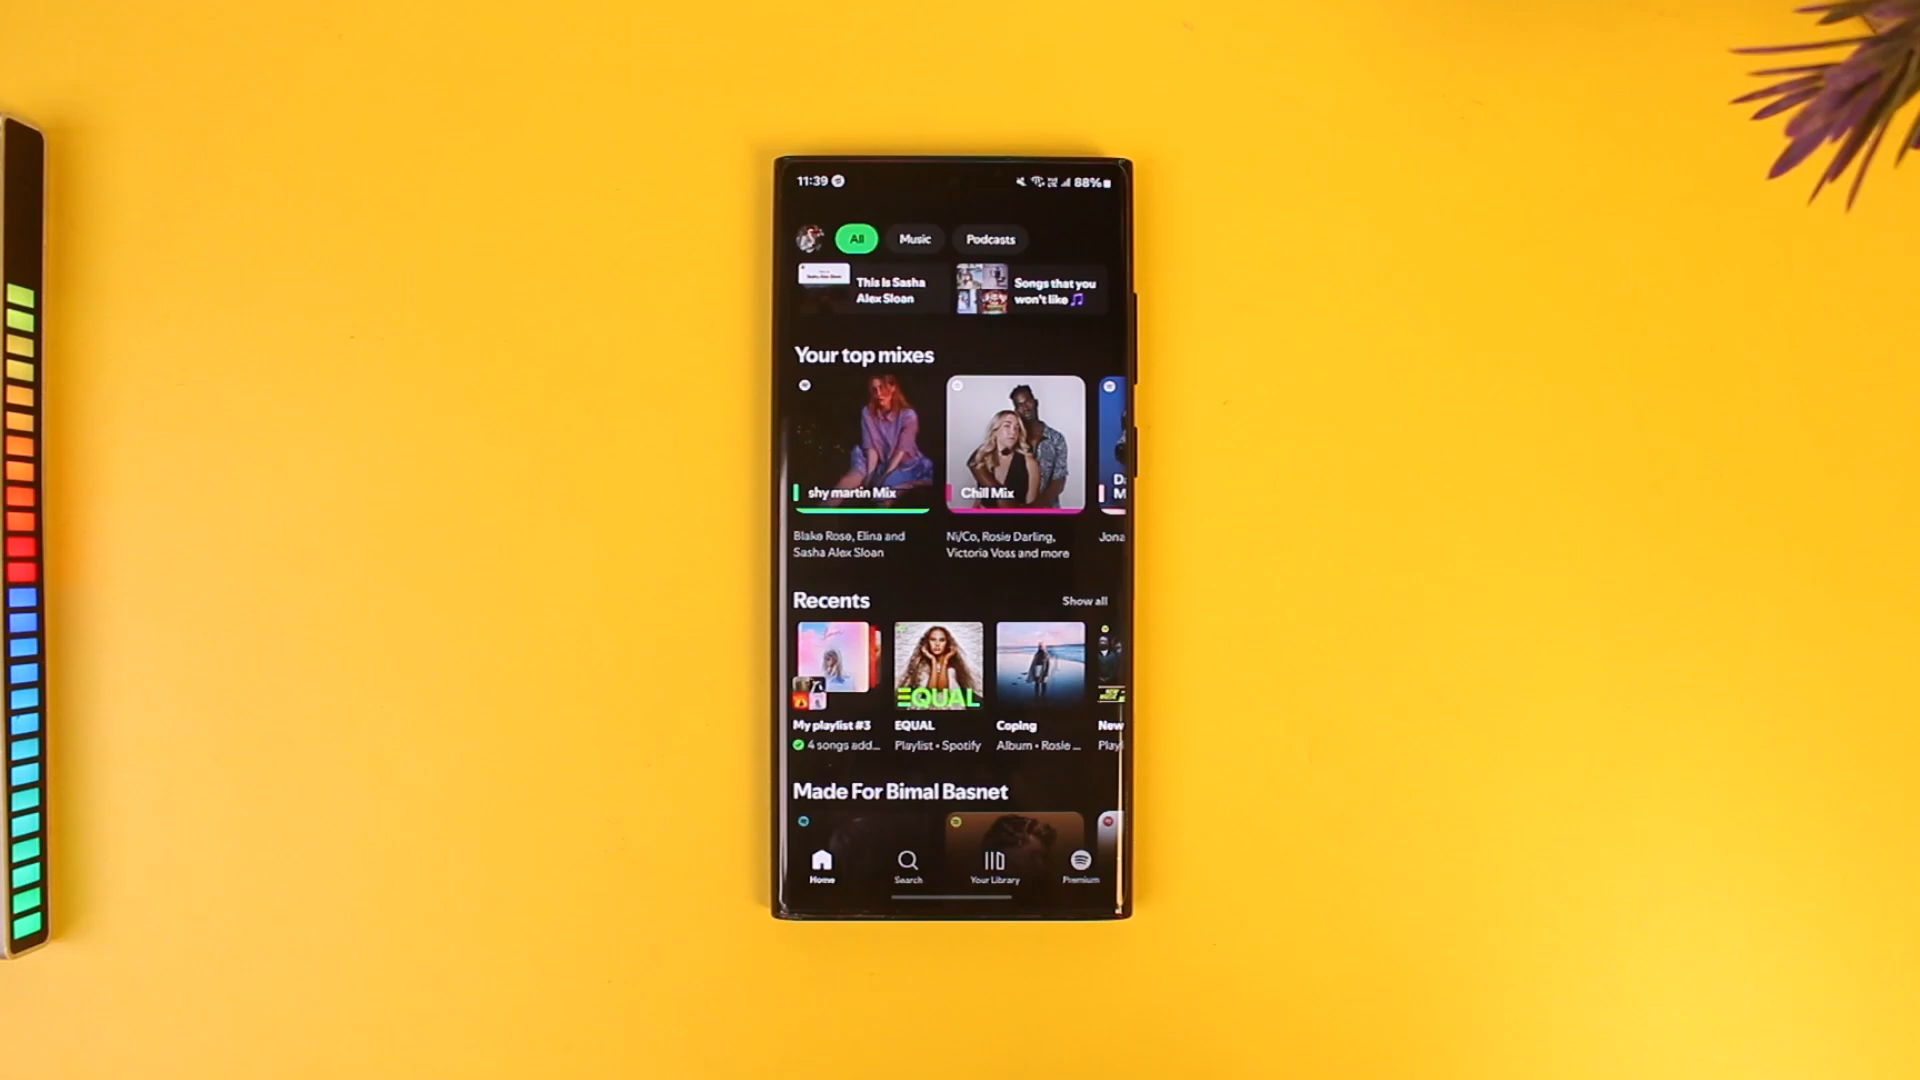 11:39
88%
All Music Podcasts
This Is Sasha
Alex Sloan
Songs that you
won't like 🎵
Your top mixes
shy martin Mix
Chill Mix
D
M
Blake Rose, Elina and
Sasha Alex Sloan
Ni/Co, Rosie Darling,
Victoria Voss and more
Jona
Recents
Show all
EQUAL
My playlist #3
4 songs add...
EQUAL
Playlist • Spotify
Coping
Album • Rosie ...
New
Play
Made For Bimal Basnet
Home Search Your Library Premium